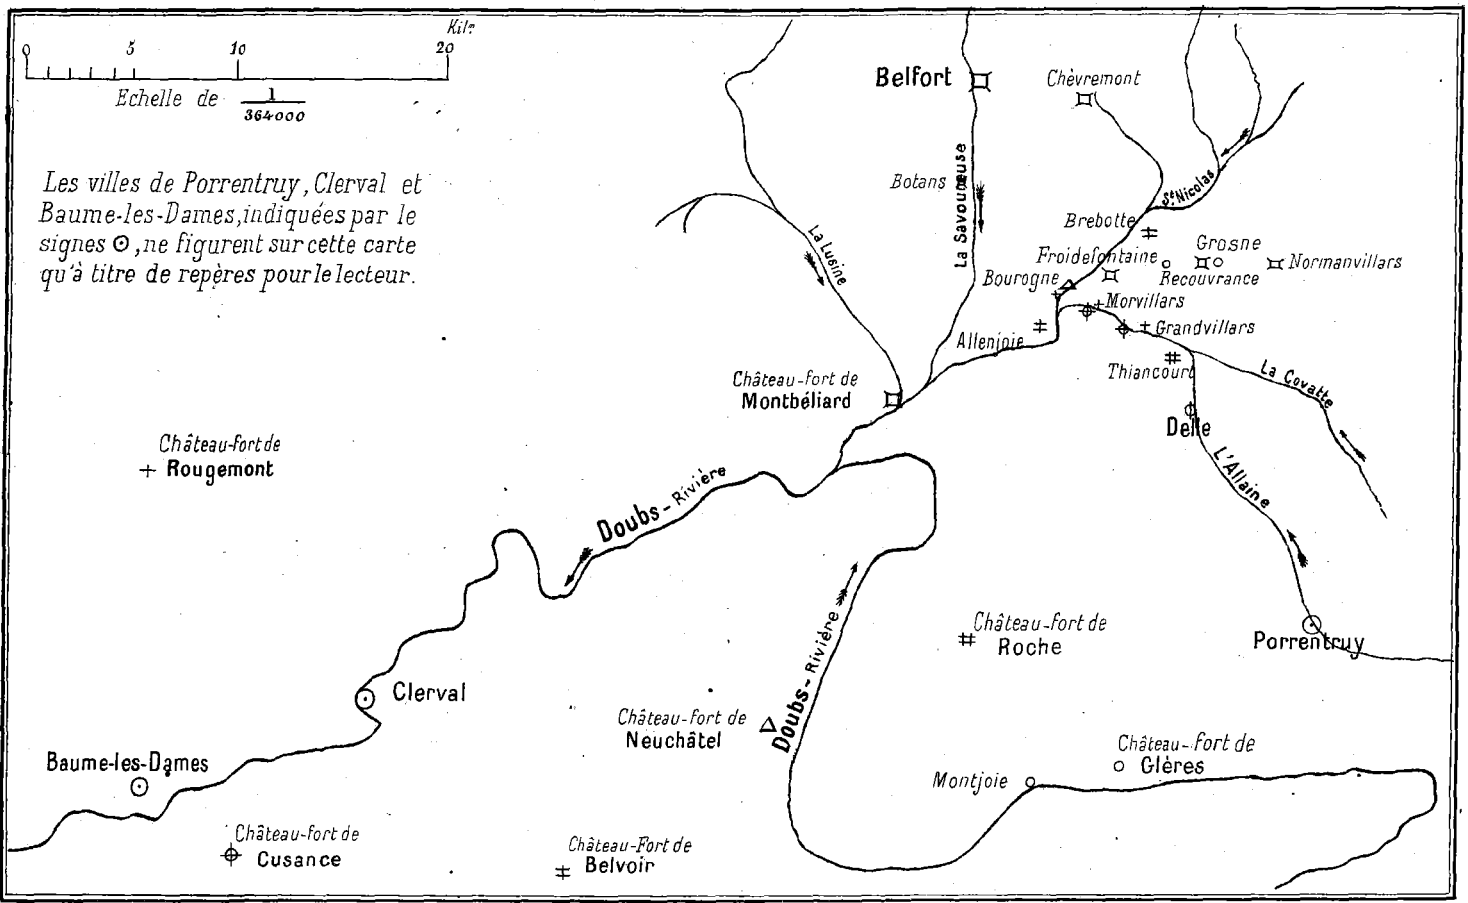 Kil.
0 5 10 20
Echelle de 1/364000
Les villes de Porrentruy, Clerval et
Baume-les-Dames, indiquées par le
signes ⊙, ne figurent sur cette carte
qu'à titre de repères pour le lecteur.
Belfort
Chèvremont
La Savoureuse
Botans
St Nicolas
Brebotte
Grosne
Froidefontaine
Normanvillars
Recouvrance
Bourogne
Morvillars
Grandvillars
Allenjoie
Thiancourt
La Covatte
La Lusine
Château-fort de
Montbéliard
Delle
L'Allaine
Château-fort de
Rougemont
Doubs - Rivière
Château-fort de
Roche
Porrentruy
Doubs - Rivière
Clerval
Château-fort de
Neuchâtel
Baume-les-Dames
Château-fort de
Glères
Montjoie
Château-fort de
Cusance
Château-Fort de
Belvoir